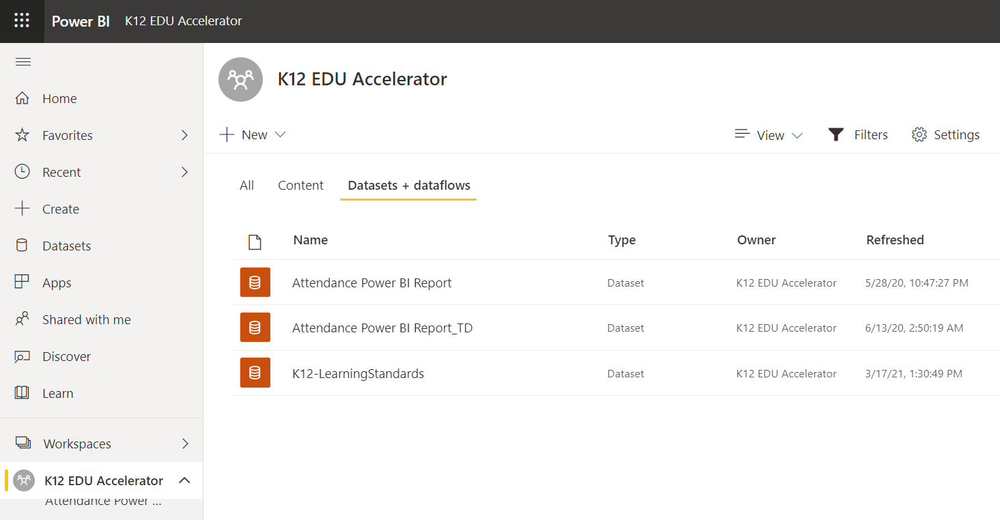 Power BI K12 EDU Accelerator
Home
Favorites
Recent
Create
Datasets
Apps
Shared with me
Discover
Learn
Workspaces
K12 EDU Accelerator
Attendance Power ...
K12 EDU Accelerator
New
View Filters Settings
All Content Datasets + dataflows
Name Type Owner Refreshed
Attendance Power BI Report Dataset K12 EDU Accelerator 5/28/20, 10:47:27 PM
Attendance Power BI Report_TD Dataset K12 EDU Accelerator 6/13/20, 2:50:19 AM
K12-LearningStandards Dataset K12 EDU Accelerator 3/17/21, 1:30:49 PM